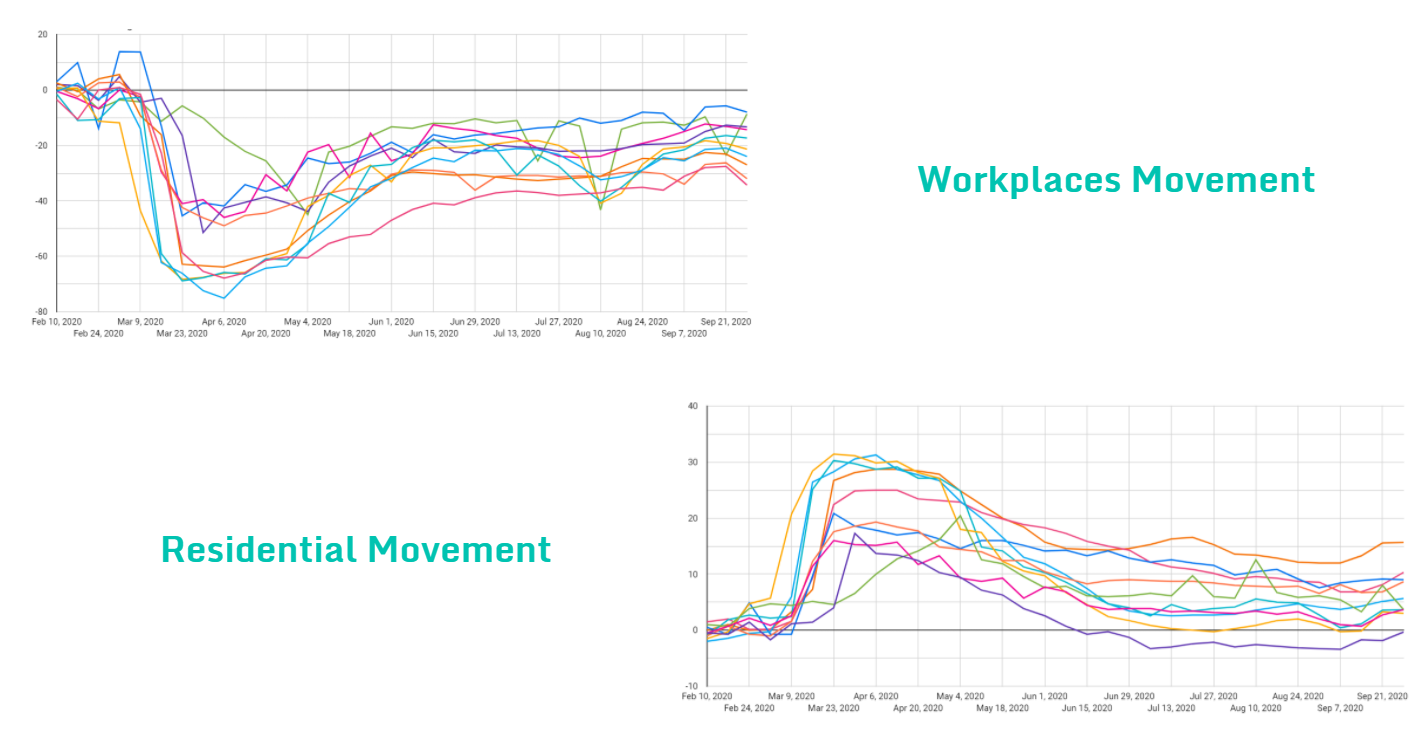 20
0
-20
-40
-60
-80
Feb 10, 2020 Mar 9, 2020 Apr 6, 2020 May 4, 2020 Jun 1, 2020 Jun 29, 2020 Jul 27, 2020 Aug 24, 2020 Sep 21, 2020
Feb 24, 2020 Mar 23, 2020 Apr 20, 2020 May 18, 2020 Jun 15, 2020 Jul 13, 2020 Aug 10, 2020 Sep 7, 2020
Workplaces Movement
Residential Movement
40
30
20
10
0
-10
Feb 10, 2020 Mar 9, 2020 Apr 6, 2020 May 4, 2020 Jun 1, 2020 Jun 29, 2020 Jul 27, 2020 Aug 24, 2020 Sep 21, 2020
Feb 24, 2020 Mar 23, 2020 Apr 20, 2020 May 18, 2020 Jun 15, 2020 Jul 13, 2020 Aug 10, 2020 Sep 7, 2020